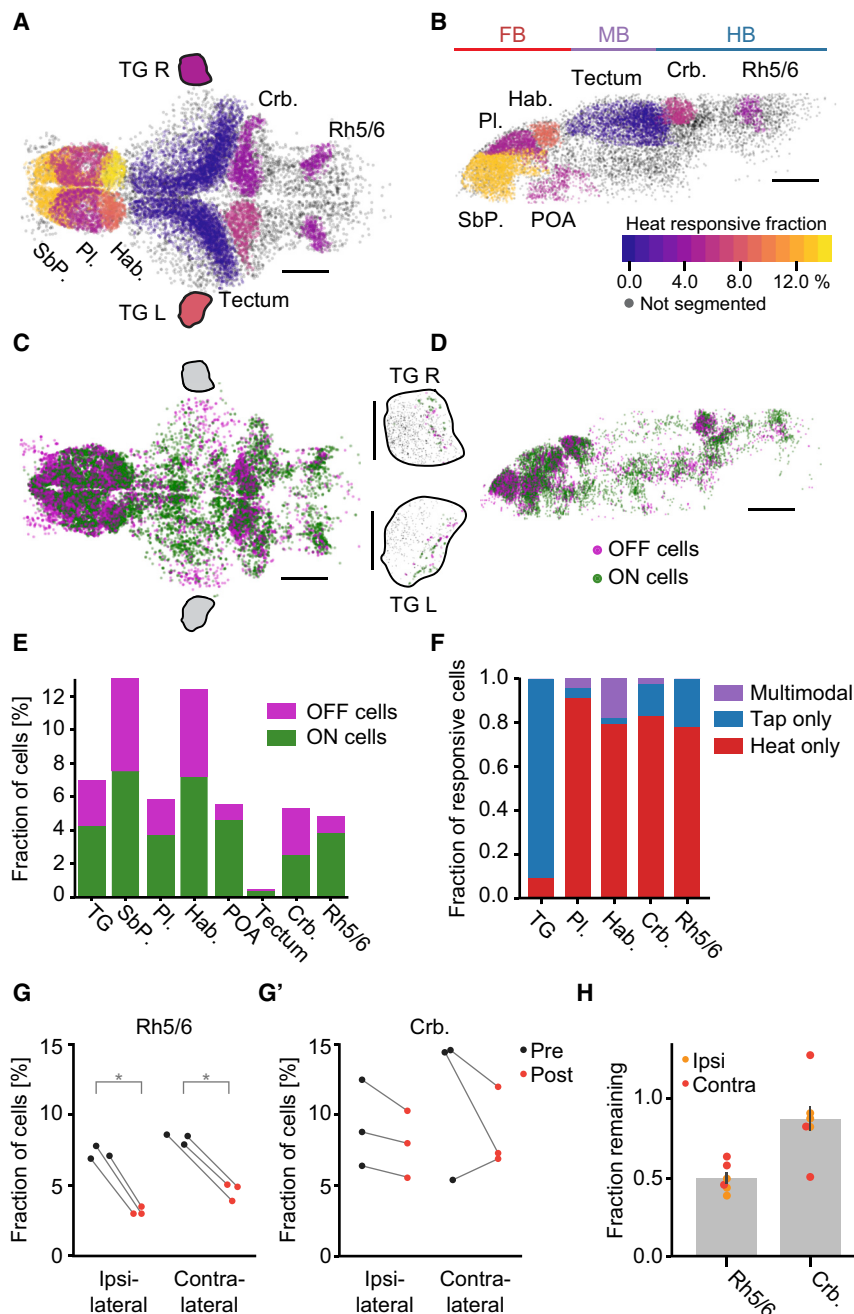 A
TG R
Crb.
Rh5/6
SbP.
Pl.
Hab.
TG L
Tectum
B
FB MB HB
Tectum Crb. Rh5/6
Hab.
Pl.
SbP. POA
Heat responsive fraction
0.0 4.0 8.0 12.0 %
Not segmented
C
TG R
TG L
D
OFF cells
ON cells
E
Fraction of cells [%]
12
10
8
6
4
2
0
OFF cells
ON cells
TG SbP. Pl. Hab. POA Tectum Crb. Rh5/6
F
Fraction of responsive cells
1.0
0.8
0.6
0.4
0.2
0.0
Multimodal
Tap only
Heat only
TG Pl. Hab. Crb. Rh5/6
G
Rh5/6
Fraction of cells [%]
15
10
5
0
* *
Ipsi-
lateral
Contra-
lateral
G'
Crb.
Fraction of cells [%]
15
10
5
0
Pre
Post
Ipsi-
lateral
Contra-
lateral
H
Fraction remaining
1.0
0.5
0.0
Ipsi
Contra
Rh5/6 Crb.